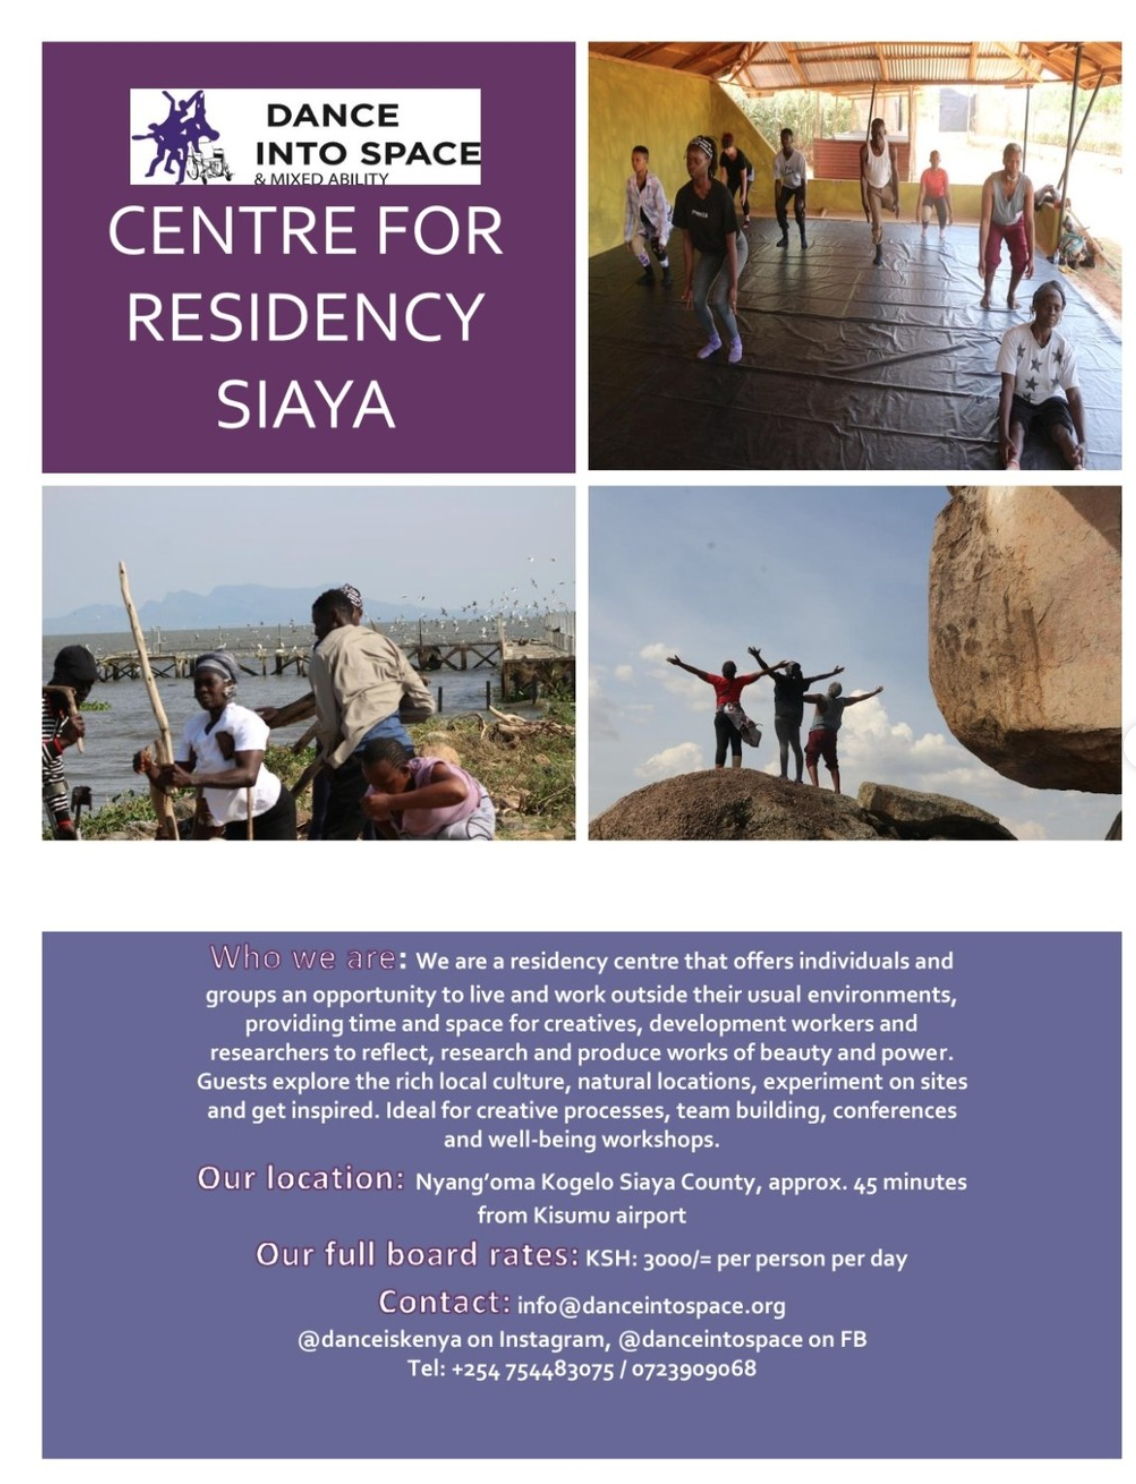 DANCE
INTO SPACE
& MIXED ABILITY
CENTRE FOR
RESIDENCY
SIAYA
Who we are: We are a residency centre that offers individuals and
groups an opportunity to live and work outside their usual environments,
providing time and space for creatives, development workers and
researchers to reflect, research and produce works of beauty and power.
Guests explore the rich local culture, natural locations, experiment on sites
and get inspired. Ideal for creative processes, team building, conferences
and well-being workshops.
Our location: Nyang’oma Kogelo Siaya County, approx. 45 minutes
from Kisumu airport
Our full board rates: KSH: 3000/= per person per day
Contact: info@danceintospace.org
@danceiskenya on Instagram, @danceintospace on FB
Tel: +254 754483075 / 0723909068